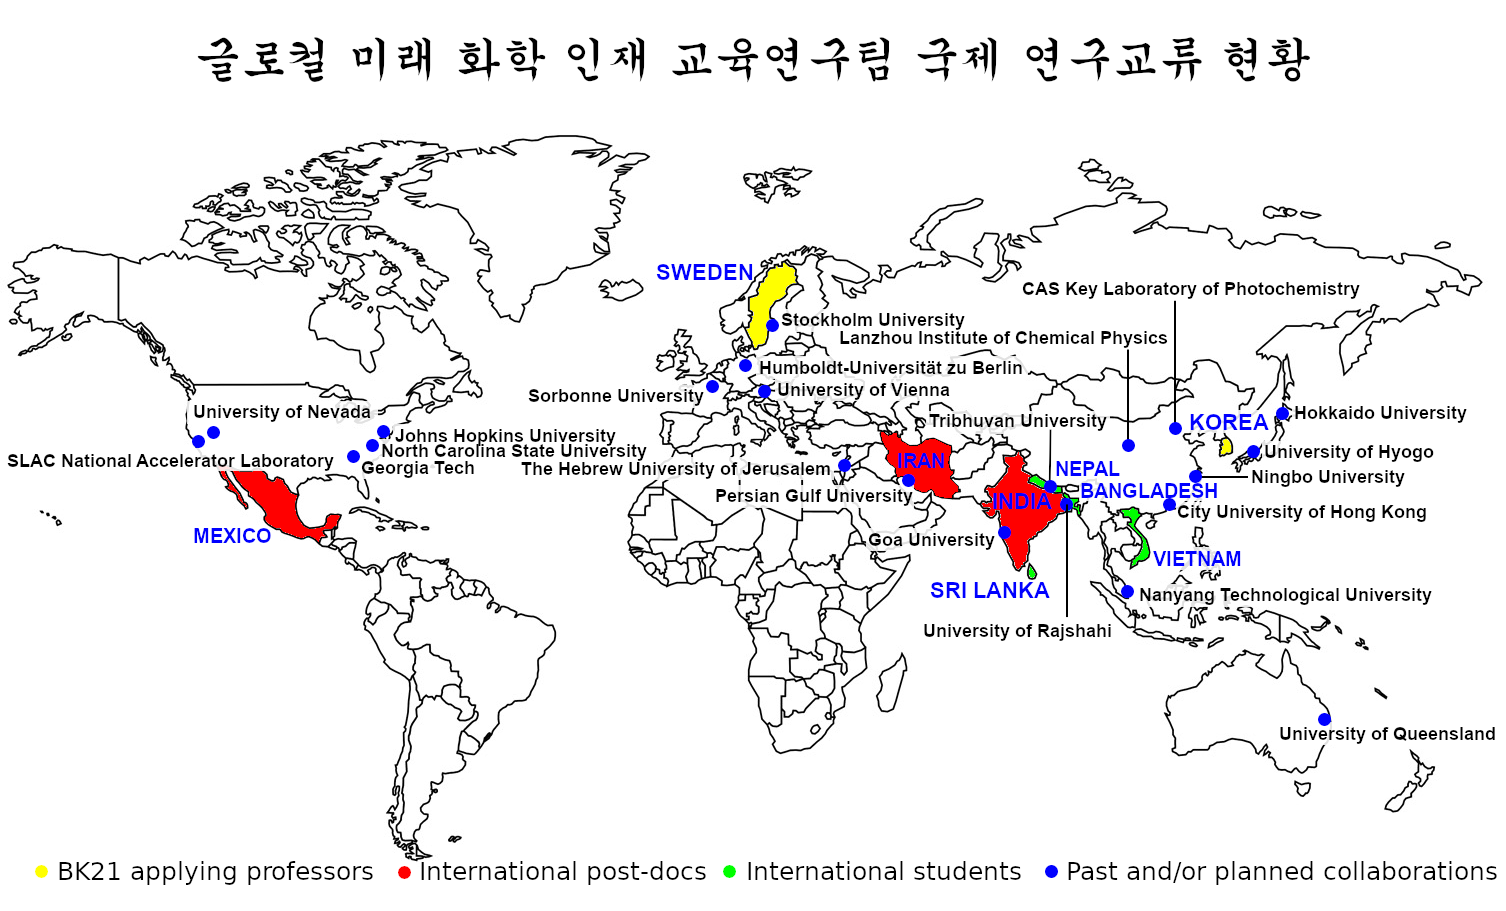 글로컬 미래 화학 인재 교육연구팀 국제 연구교류 현황
SWEDEN
CAS Key Laboratory of Photochemistry
Stockholm University
Lanzhou Institute of Chemical Physics
Humboldt-Universität zu Berlin
University of Vienna
Sorbonne University
University of Nevada
Hokkaido University
Tribhuvan University
KOREA
Johns Hopkins University
North Carolina State University
University of Hyogo
SLAC National Accelerator Laboratory
Georgia Tech
The Hebrew University of Jerusalem
IRAN
NEPAL
Ningbo University
Persian Gulf University
INDIA
BANGLADESH
City University of Hong Kong
MEXICO
Goa University
VIETNAM
SRI LANKA
Nanyang Technological University
University of Rajshahi
University of Queensland
BK21 applying professors
International post-docs
International students
Past and/or planned collaborations